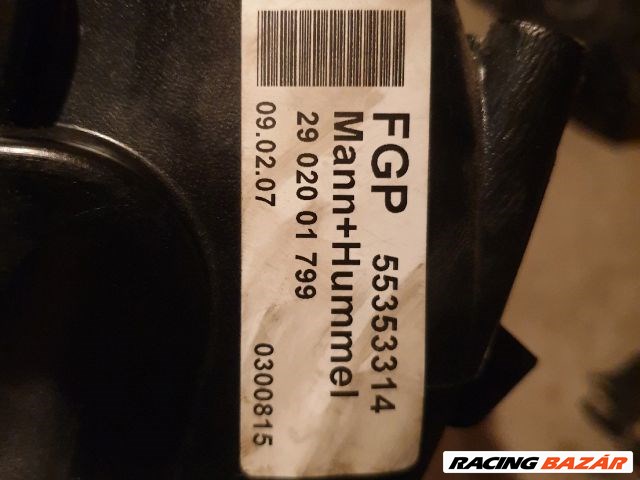 FGP 55353314
Mann+Hummel
29 020 01 799
09.02.07 0300815
RACING BAZÁR